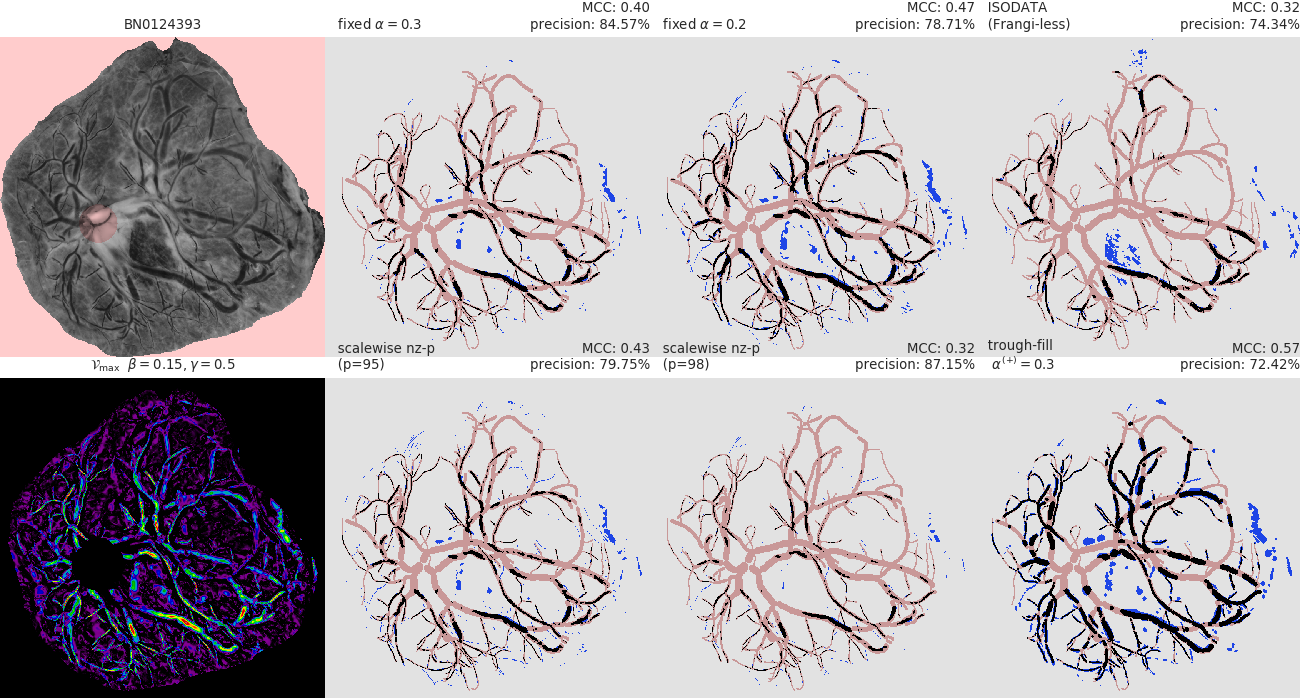 BN0124393
fixed α = 0.3
MCC: 0.40
precision: 84.57%
fixed α = 0.2
MCC: 0.47
precision: 78.71%
ISODATA
(Frangi-less)
MCC: 0.32
precision: 74.34%
𝒱max β = 0.15, γ = 0.5
scalewise nz-p
(p=95)
MCC: 0.43
precision: 79.75%
scalewise nz-p
(p=98)
MCC: 0.32
precision: 87.15%
trough-fill
α(+) = 0.3
MCC: 0.57
precision: 72.42%